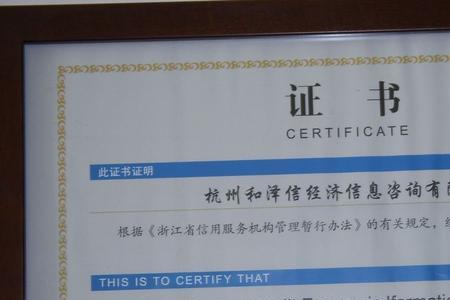 证 书
CERTIFICATE
此证书证明
杭州和泽信经济信息咨询有
根据《浙江省信用服务机构管理暂行办法》的有关规定，
THIS IS TO CERTIFY THAT